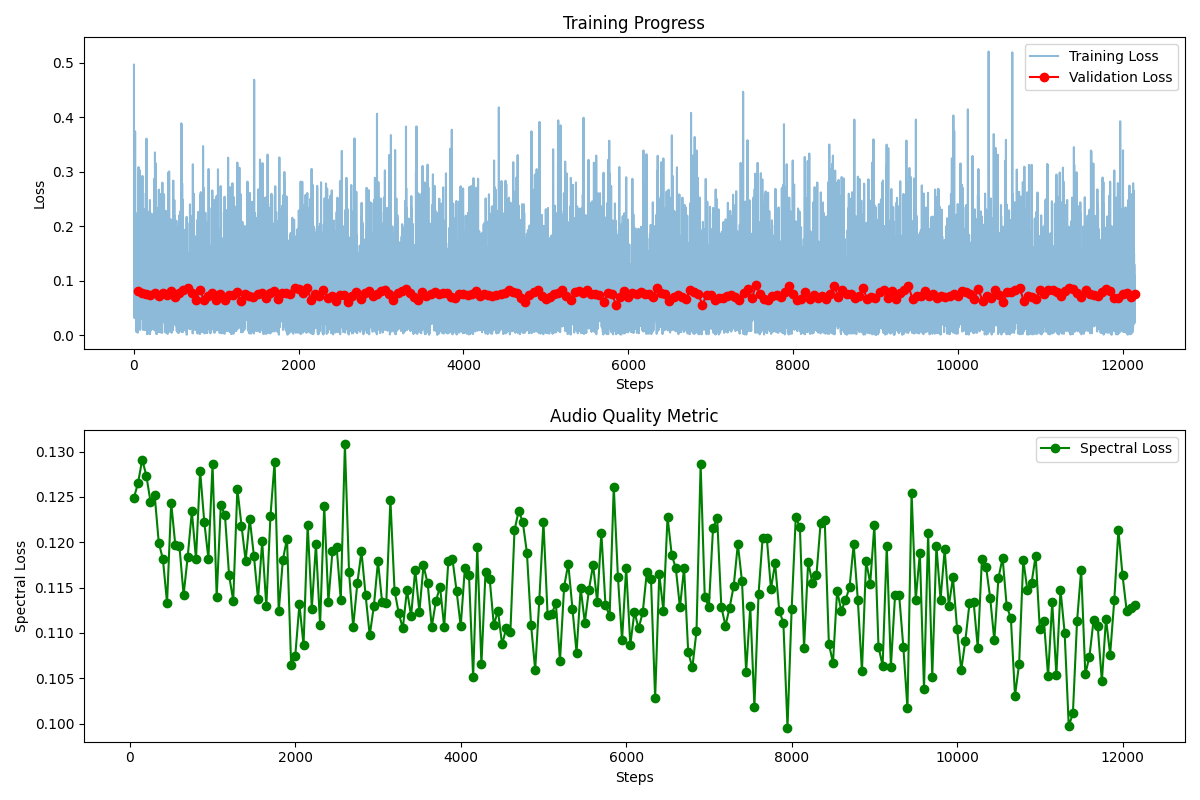 Training Progress
Training Loss
Validation Loss
0.5
0.4
0.3
0.2
0.1
0.0
Loss
0 2000 4000 6000 8000 10000 12000
Steps
Audio Quality Metric
Spectral Loss
0.130
0.125
0.120
0.115
0.110
0.105
0.100
Spectral Loss
0 2000 4000 6000 8000 10000 12000
Steps